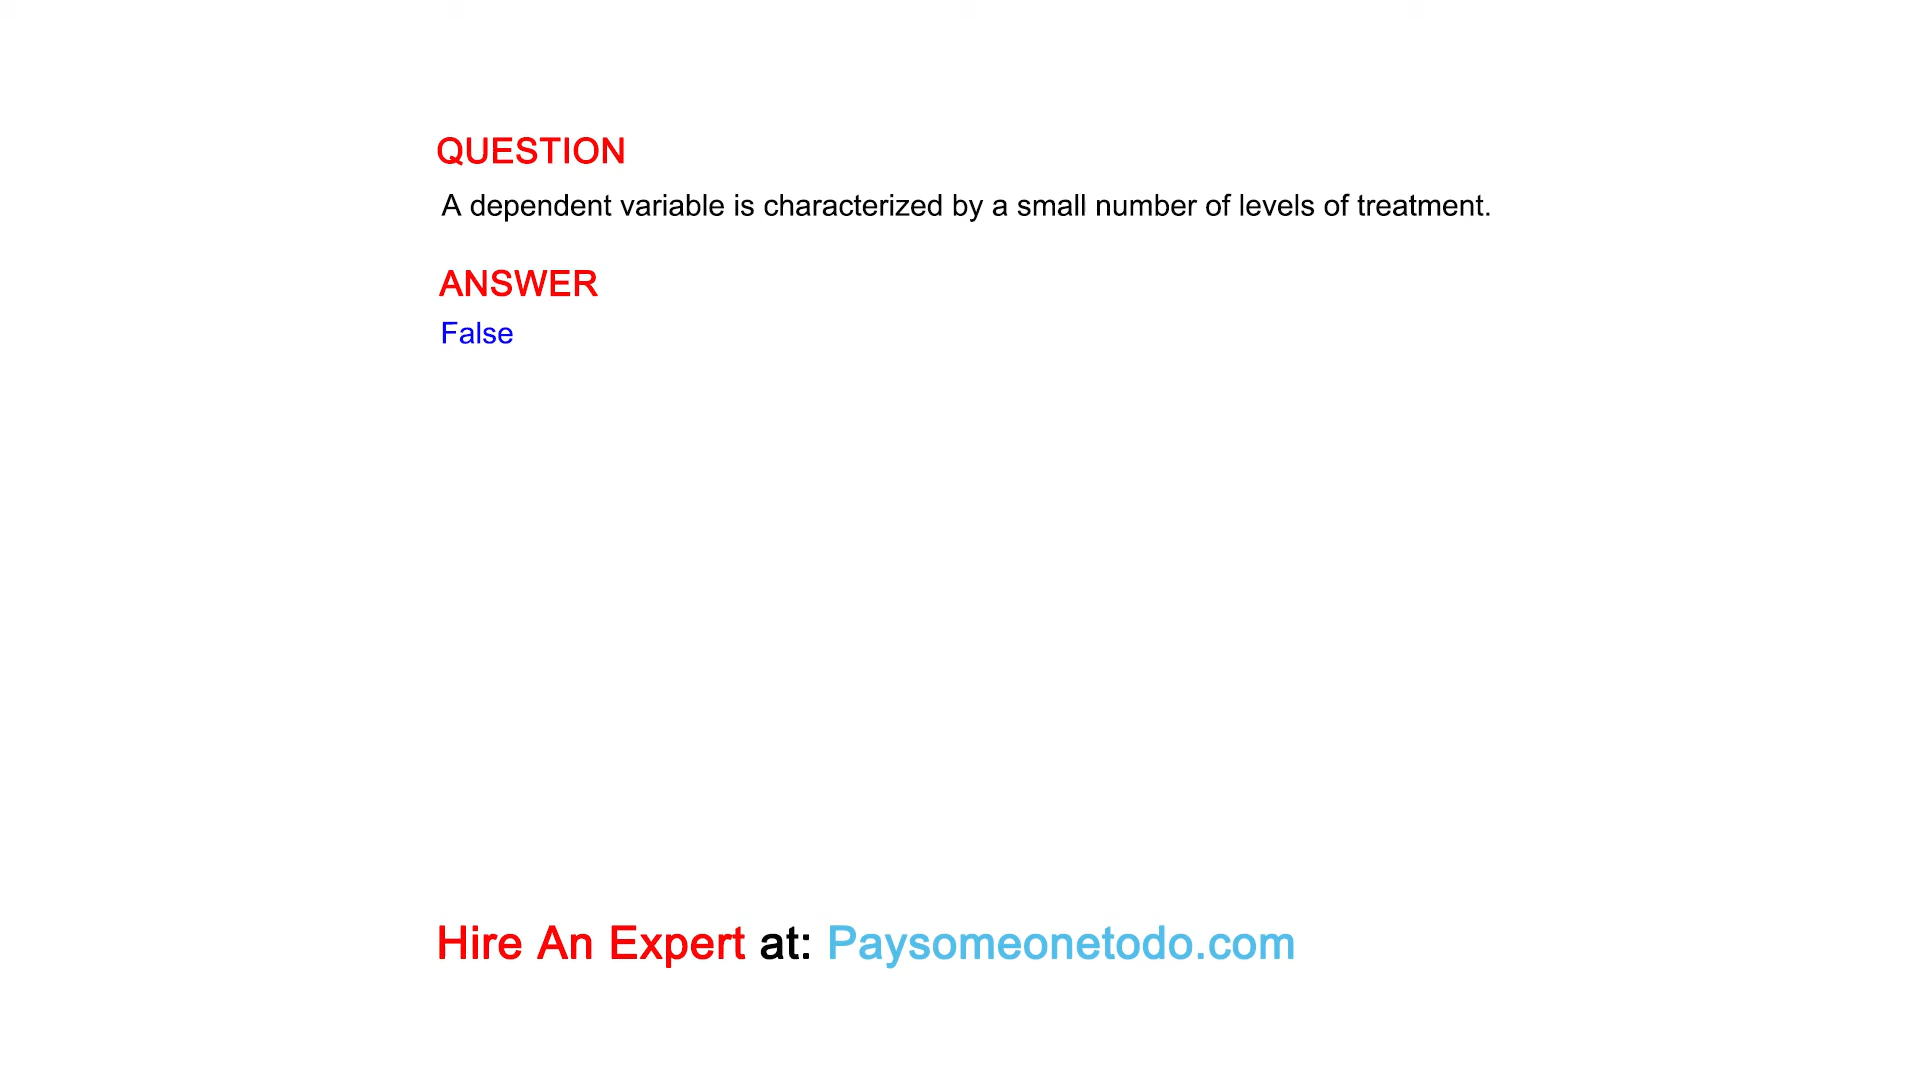 QUESTION
A dependent variable is characterized by a small number of levels of treatment.
ANSWER
False
Hire An Expert at: Paysomeonetodo.com